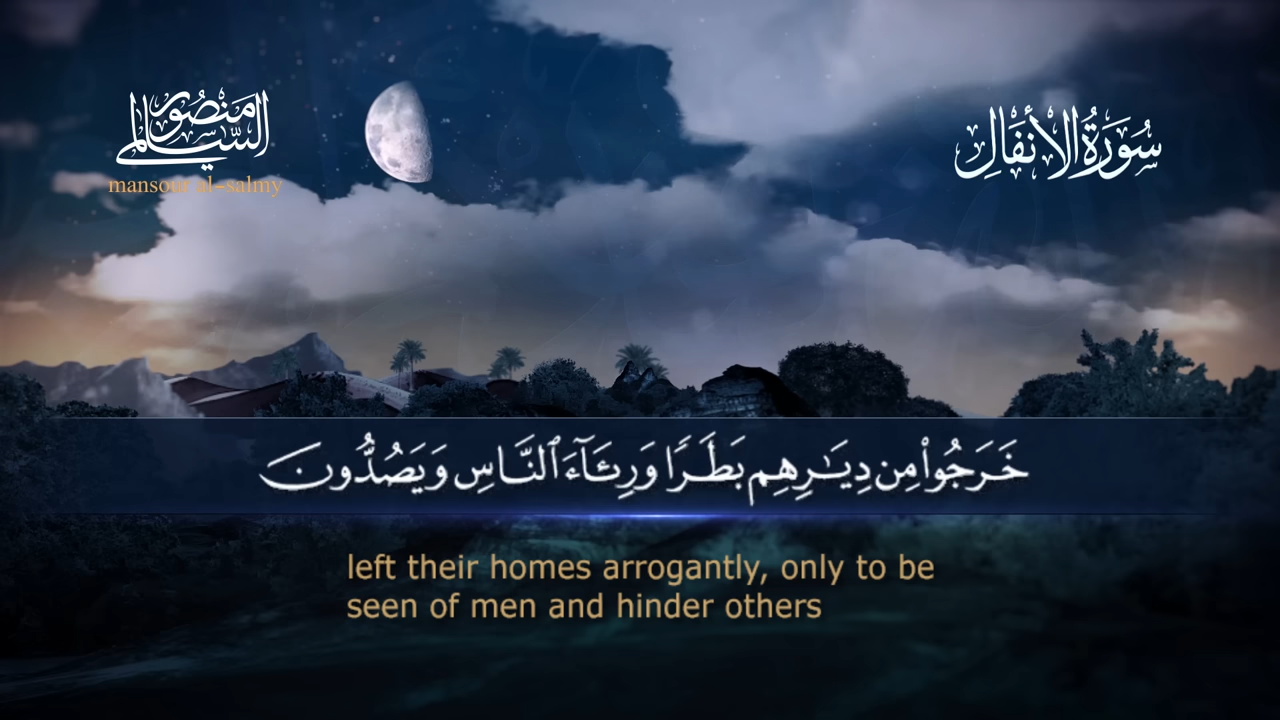 منصور السالمي
mansour al-salmy
سُورَةُ الأَنفَالِ
خَرَجُوا۟ مِن دِيَـٰرِهِم بَطَرًا وَرِئَآءَ ٱلنَّاسِ وَيَصُدُّونَ
left their homes arrogantly, only to be
seen of men and hinder others